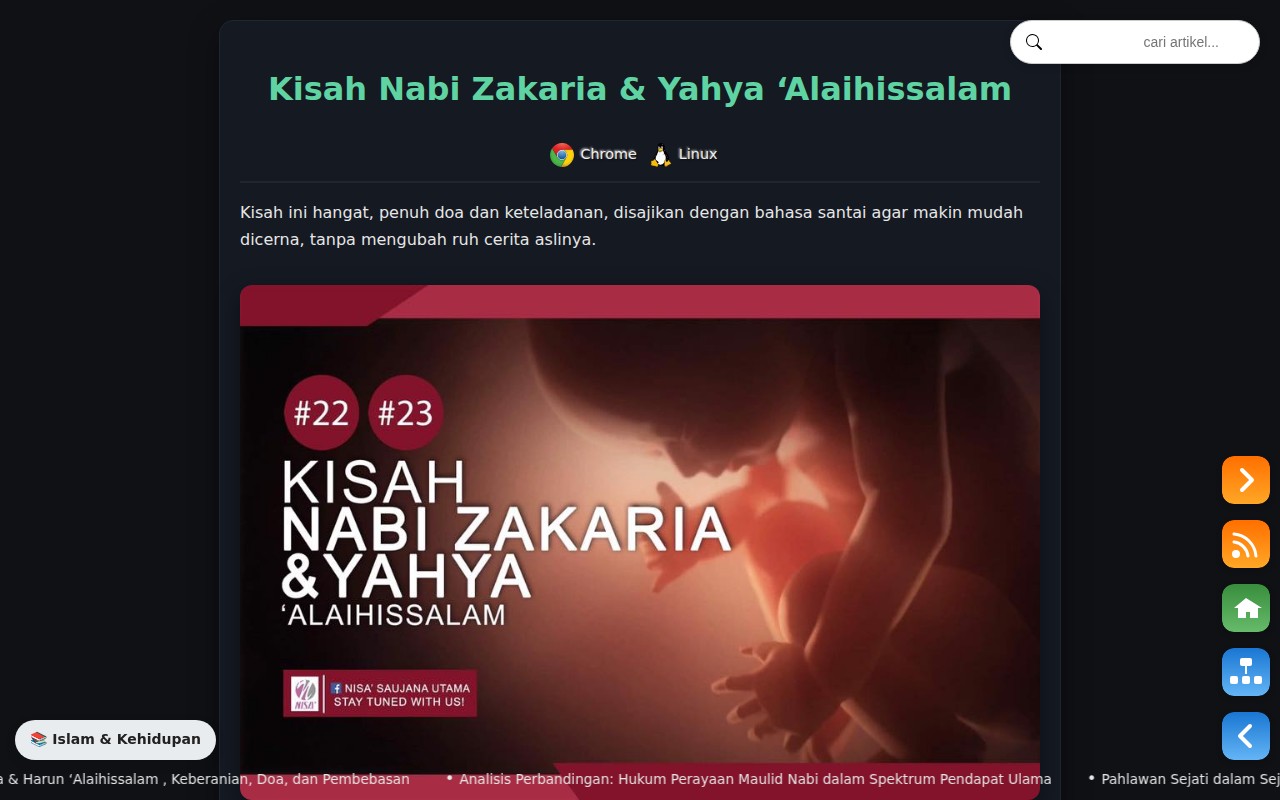 cari artikel...
Kisah Nabi Zakaria & Yahya ‘Alaihissalam
Chrome Linux
Kisah ini hangat, penuh doa dan keteladanan, disajikan dengan bahasa santai agar makin mudah
dicerna, tanpa mengubah ruh cerita aslinya.
#22 #23
KISAH
NABI ZAKARIA
&YAHYA
‘ALAIHISSALAM
NISA' SAUJANA UTAMA
STAY TUNED WITH US!
📚 Islam & Kehidupan
& Harun ‘Alaihissalam , Keberanian, Doa, dan Pembebasan • Analisis Perbandingan: Hukum Perayaan Maulid Nabi dalam Spektrum Pendapat Ulama • Pahlawan Sejati dalam